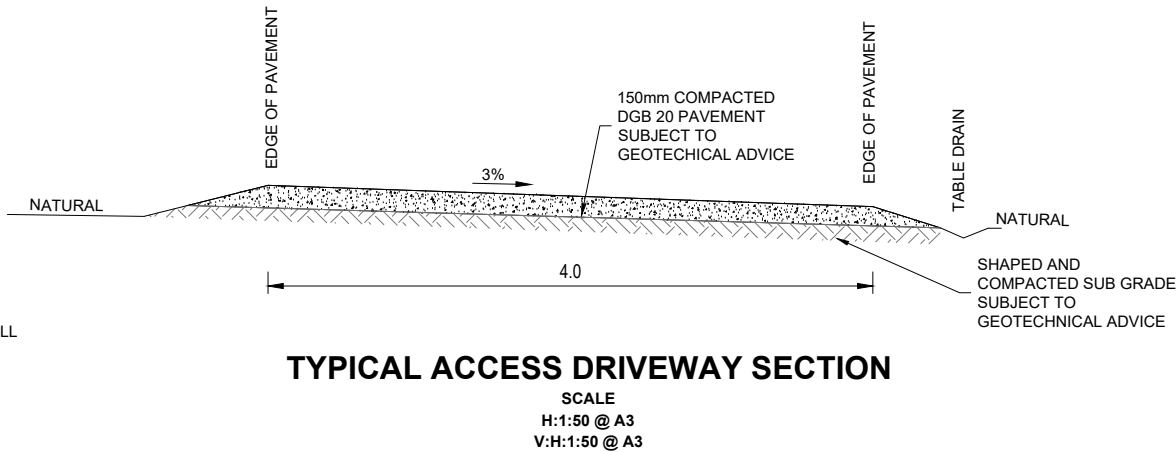 EDGE OF PAVEMENT
EDGE OF PAVEMENT
TABLE DRAIN
150mm COMPACTED
DGB 20 PAVEMENT
SUBJECT TO
GEOTECHICAL ADVICE
3%
NATURAL
NATURAL
4.0
SHAPED AND
COMPACTED SUB GRADE
SUBJECT TO
GEOTECHNICAL ADVICE
LL
TYPICAL ACCESS DRIVEWAY SECTION
SCALE
H:1:50 @ A3
V:H:1:50 @ A3